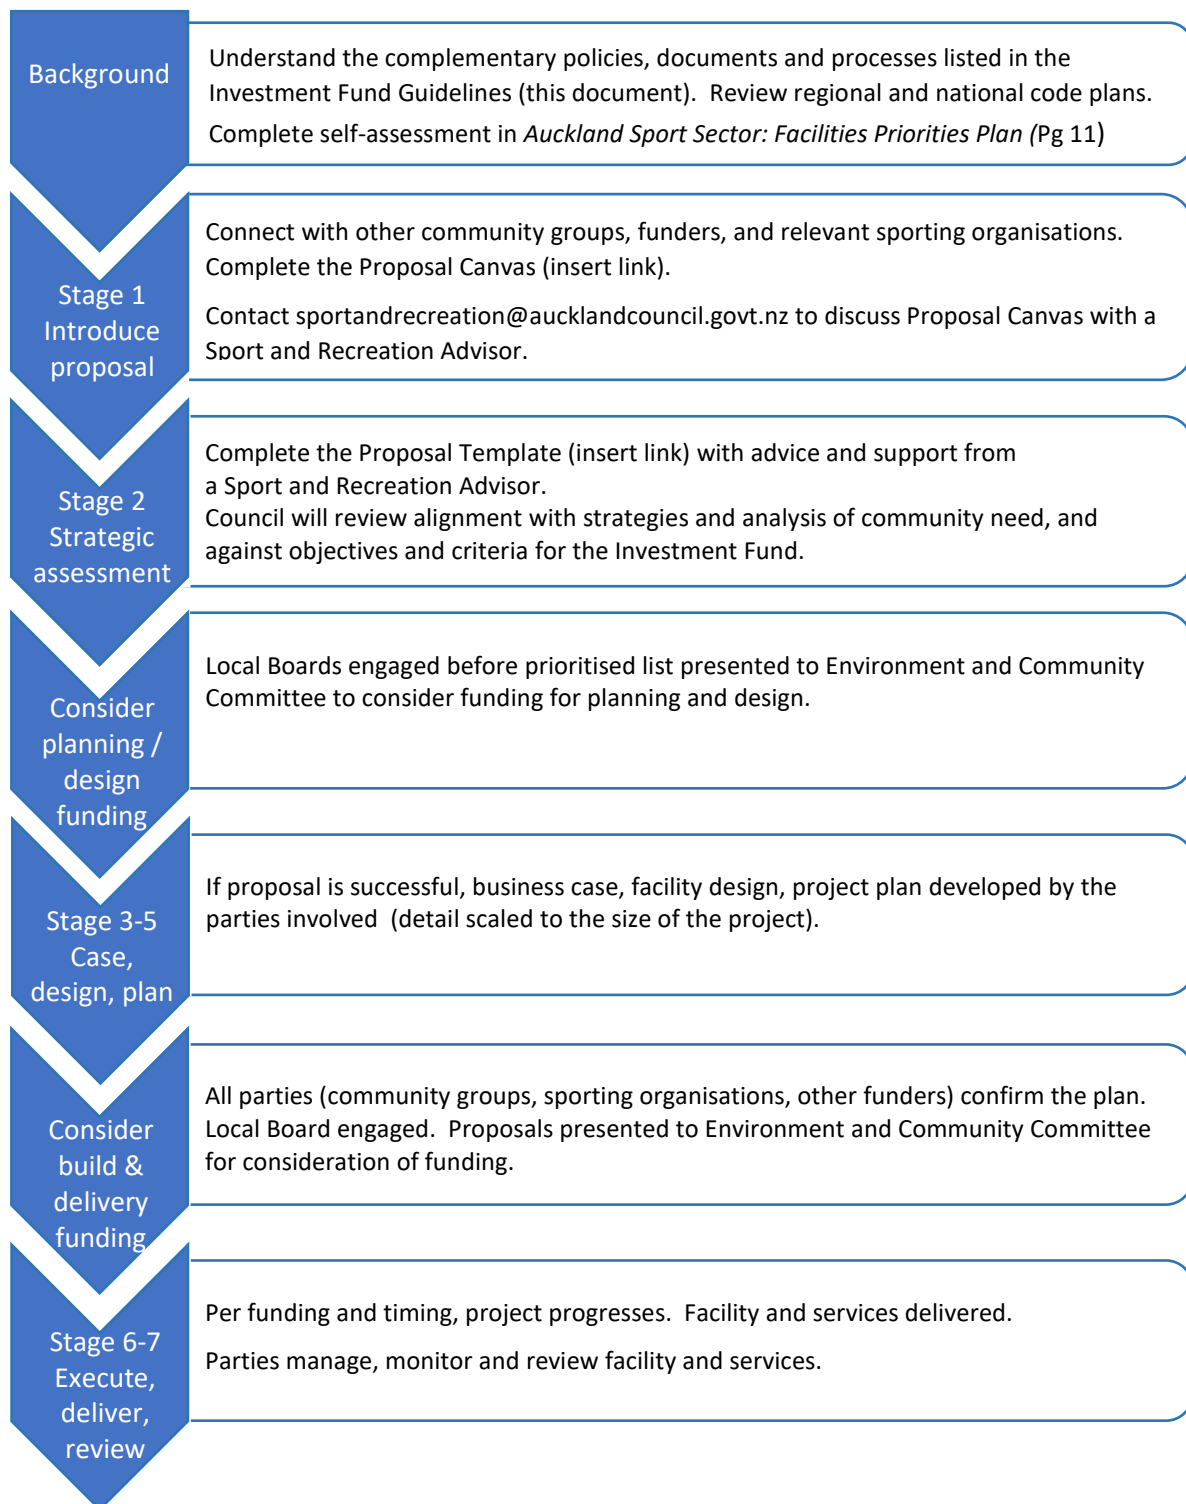 Background
Understand the complementary policies, documents and processes listed in the
Investment Fund Guidelines (this document).  Review regional and national code plans.
Complete self-assessment in Auckland Sport Sector: Facilities Priorities Plan (Pg 11)
Stage 1
Introduce
proposal
Connect with other community groups, funders, and relevant sporting organisations.
Complete the Proposal Canvas (insert link).
Contact sportandrecreation@aucklandcouncil.govt.nz to discuss Proposal Canvas with a
Sport and Recreation Advisor.
Stage 2
Strategic
assessment
Complete the Proposal Template (insert link) with advice and support from
a Sport and Recreation Advisor.
Council will review alignment with strategies and analysis of community need, and
against objectives and criteria for the Investment Fund.
Consider
planning /
design
funding
Local Boards engaged before prioritised list presented to Environment and Community
Committee to consider funding for planning and design.
Stage 3-5
Case,
design, plan
If proposal is successful, business case, facility design, project plan developed by the
parties involved  (detail scaled to the size of the project).
Consider
build &
delivery
funding
All parties (community groups, sporting organisations, other funders) confirm the plan.
Local Board engaged.  Proposals presented to Environment and Community Committee
for consideration of funding.
Stage 6-7
Execute,
deliver,
review
Per funding and timing, project progresses.  Facility and services delivered.
Parties manage, monitor and review facility and services.